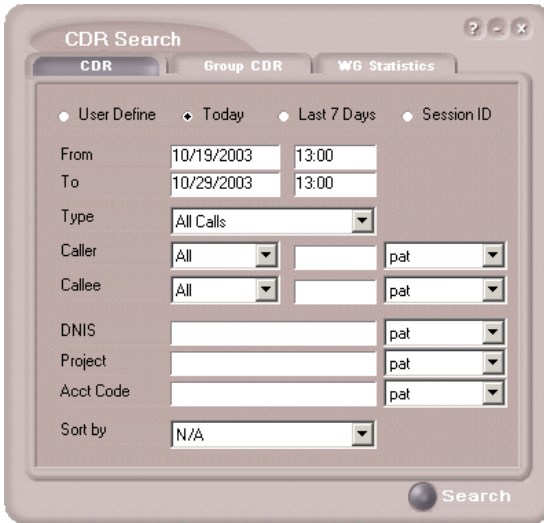 CDR Search
? - x
CDR Group CDR WG Statistics
User Define Today Last 7 Days Session ID
From 10/19/2003 13:00
To 10/29/2003 13:00
Type All Calls
Caller All pat
Callee All pat
DNIS pat
Project pat
Acct Code pat
Sort by N/A
Search